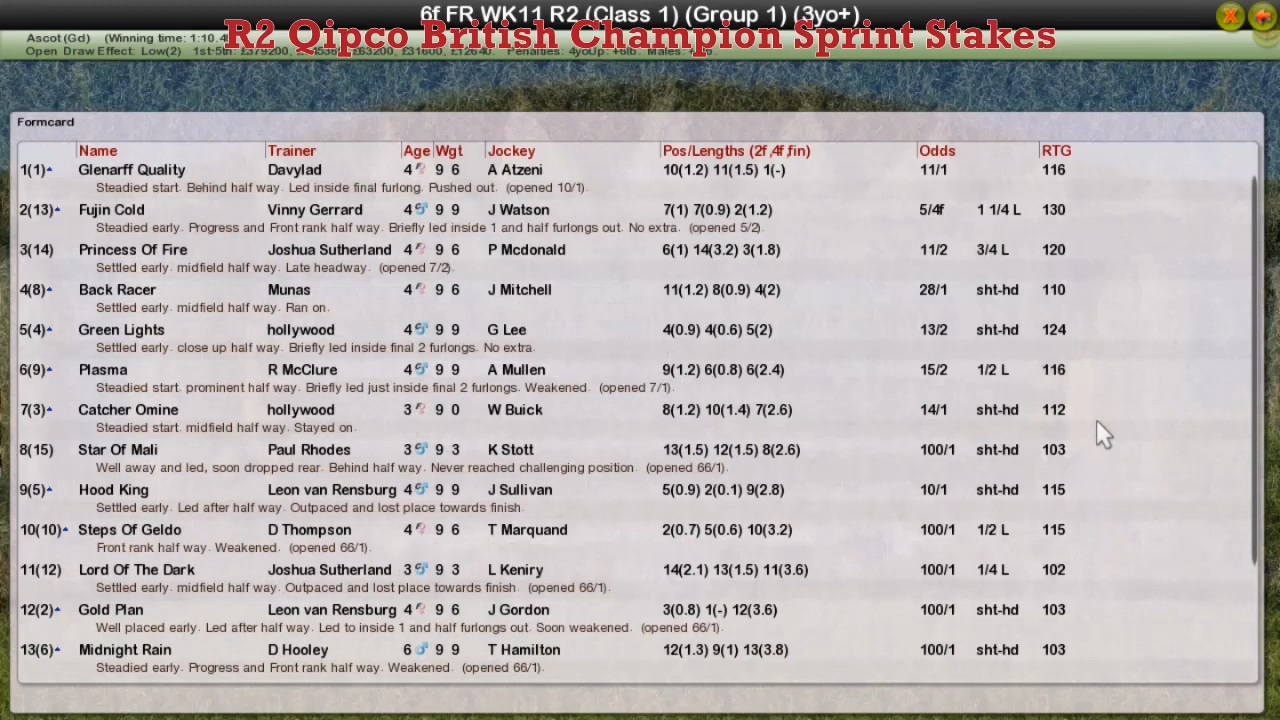 6f FR WK11 R2 (Class 1) (Group 1) (3yo+)
R2 Qipco British Champion Sprint Stakes
Ascot(Gd) (Winning time: 1:10.4
Open Draw Effect: Low(2) 1st-5th: £379200, £63200, £31600, £12640. Penalties: 4yoUp: +6lb. Males:
Formcard
Name Trainer Age Wgt Jockey Pos/Lengths (2f,4f,fin) Odds RTG
1(1) Glenarff Quality Davylad 4 9 6 A Atzeni 10(1.2) 11(1.5) 1(-) 11/1 116
Steadied start. Behind half way. Led inside final furlong. Pushed out. (opened 10/1).
2(13) Fujin Cold Vinny Gerrard 4 9 9 J Watson 7(1) 7(0.9) 2(1.2) 5/4f 1 1/4 L 130
Steadied early. Progress and Front rank half way. Briefly led inside 1 and half furlongs out. No extra. (opened 5/2).
3(14) Princess Of Fire Joshua Sutherland 4 9 6 P Mcdonald 6(1) 14(3.2) 3(1.8) 11/2 3/4 L 120
Settled early. midfield half way. Late headway. (opened 7/2).
4(8) Back Racer Munas 4 9 6 J Mitchell 11(1.2) 8(0.9) 4(2) 28/1 sht-hd 110
Settled early. midfield half way. Ran on.
5(4) Green Lights hollywood 4 9 9 G Lee 4(0.9) 4(0.6) 5(2) 13/2 sht-hd 124
Settled early. close up half way. Briefly led inside final 2 furlongs. No extra.
6(9) Plasma R McClure 4 9 9 A Mullen 9(1.2) 6(0.8) 6(2.4) 15/2 1/2 L 116
Steadied start. prominent half way. Briefly led just inside final 2 furlongs. Weakened. (opened 7/1).
7(3) Catcher Omine hollywood 3 9 0 W Buick 8(1.2) 10(1.4) 7(2.6) 14/1 sht-hd 112
Steadied start. midfield half way. Stayed on.
8(15) Star Of Mali Paul Rhodes 3 9 3 K Stott 13(1.5) 12(1.5) 8(2.6) 100/1 sht-hd 103
Well away and led, soon dropped rear. Behind half way. Never reached challenging position. (opened 66/1).
9(5) Hood King Leon van Rensburg 4 9 9 J Sullivan 5(0.9) 2(0.1) 9(2.8) 10/1 sht-hd 115
Settled early. Led after half way. Outpaced and lost place towards finish.
10(10) Steps Of Geldo D Thompson 4 9 6 T Marquand 2(0.7) 5(0.6) 10(3.2) 100/1 1/2 L 115
Front rank half way. Weakened. (opened 66/1).
11(12) Lord Of The Dark Joshua Sutherland 3 9 3 L Keniry 14(2.1) 13(1.5) 11(3.6) 100/1 1/4 L 102
Settled early. midfield half way. Outpaced and lost place towards finish. (opened 66/1).
12(2) Gold Plan Leon van Rensburg 4 9 6 J Gordon 3(0.8) 1(-) 12(3.6) 100/1 sht-hd 103
Well placed early. Led after half way. Led to inside 1 and half furlongs out. Soon weakened. (opened 66/1).
13(6) Midnight Rain D Hooley 6 9 9 T Hamilton 12(1.3) 9(1) 13(3.8) 100/1 sht-hd 103
Steadied early. Progress and Front rank half way. Weakened. (opened 66/1).